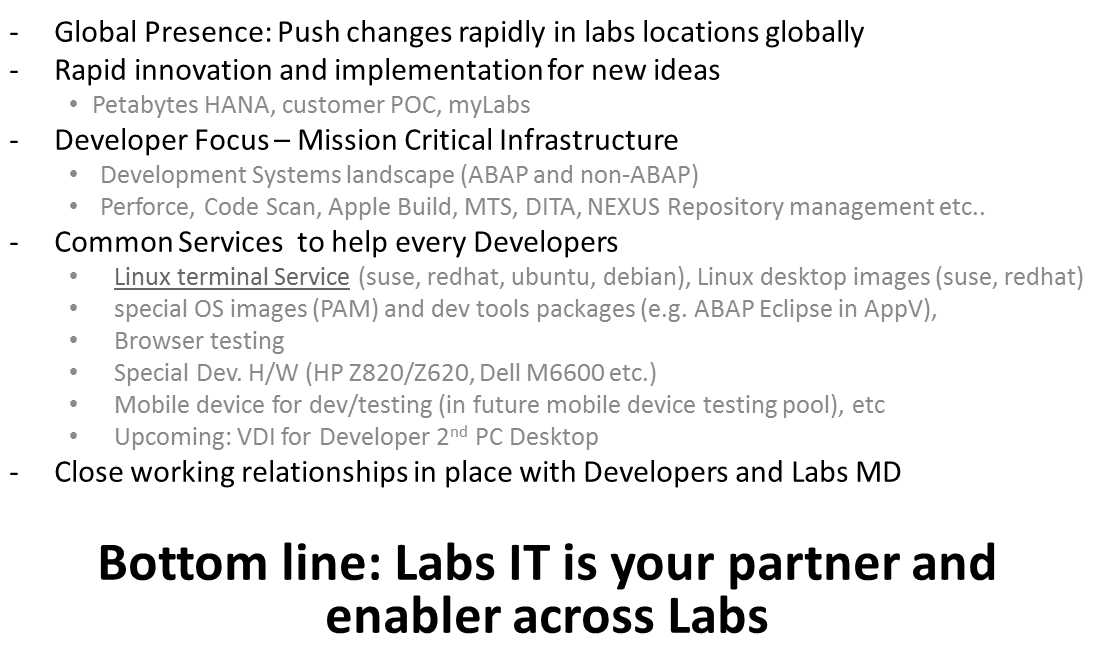 - Global Presence: Push changes rapidly in labs locations globally
- Rapid innovation and implementation for new ideas
• Petabytes HANA, customer POC, myLabs
- Developer Focus – Mission Critical Infrastructure
• Development Systems landscape (ABAP and non-ABAP)
• Perforce, Code Scan, Apple Build, MTS, DITA, NEXUS Repository management etc..
- Common Services to help every Developers
• Linux terminal Service (suse, redhat, ubuntu, debian), Linux desktop images (suse, redhat)
• special OS images (PAM) and dev tools packages (e.g. ABAP Eclipse in AppV),
• Browser testing
• Special Dev. H/W (HP Z820/Z620, Dell M6600 etc.)
• Mobile device for dev/testing (in future mobile device testing pool), etc
• Upcoming: VDI for Developer 2nd PC Desktop
- Close working relationships in place with Developers and Labs MD
Bottom line: Labs IT is your partner and
enabler across Labs